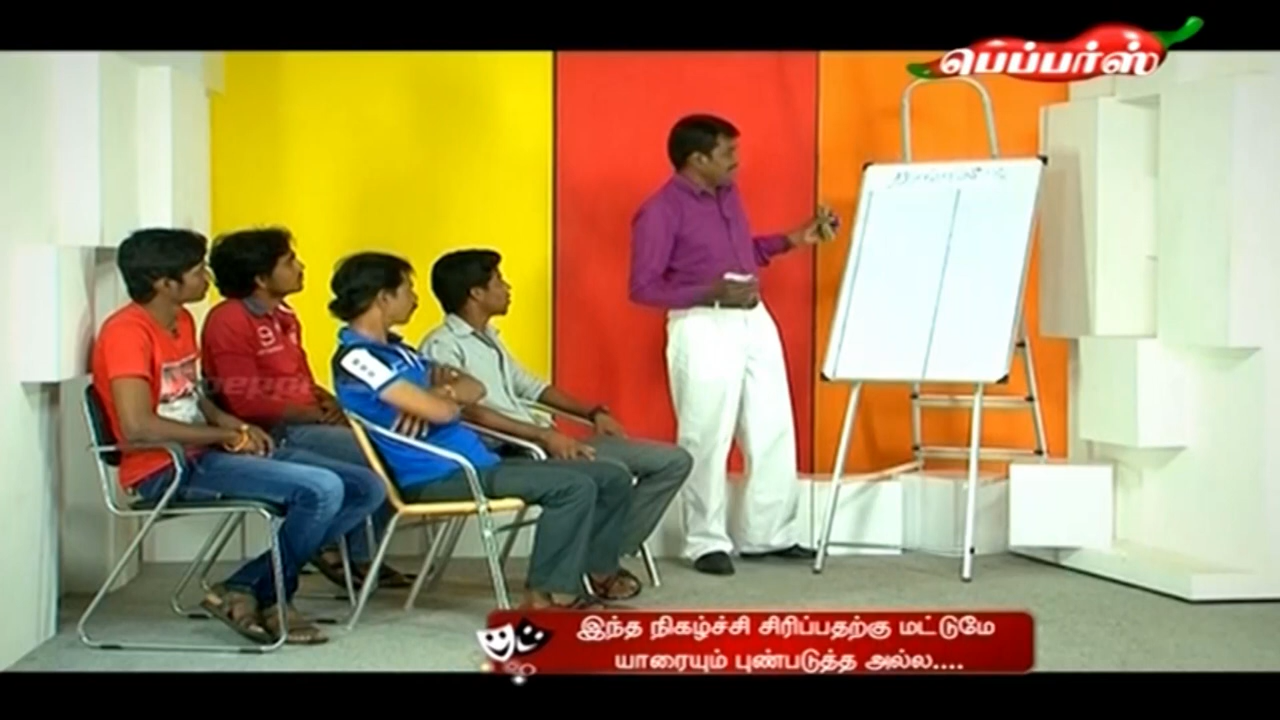 பெப்பர்ஸ்
இந்த நிகழ்ச்சி சிரிப்பதற்கு மட்டுமே
யாரையும் புண்படுத்த அல்ல....